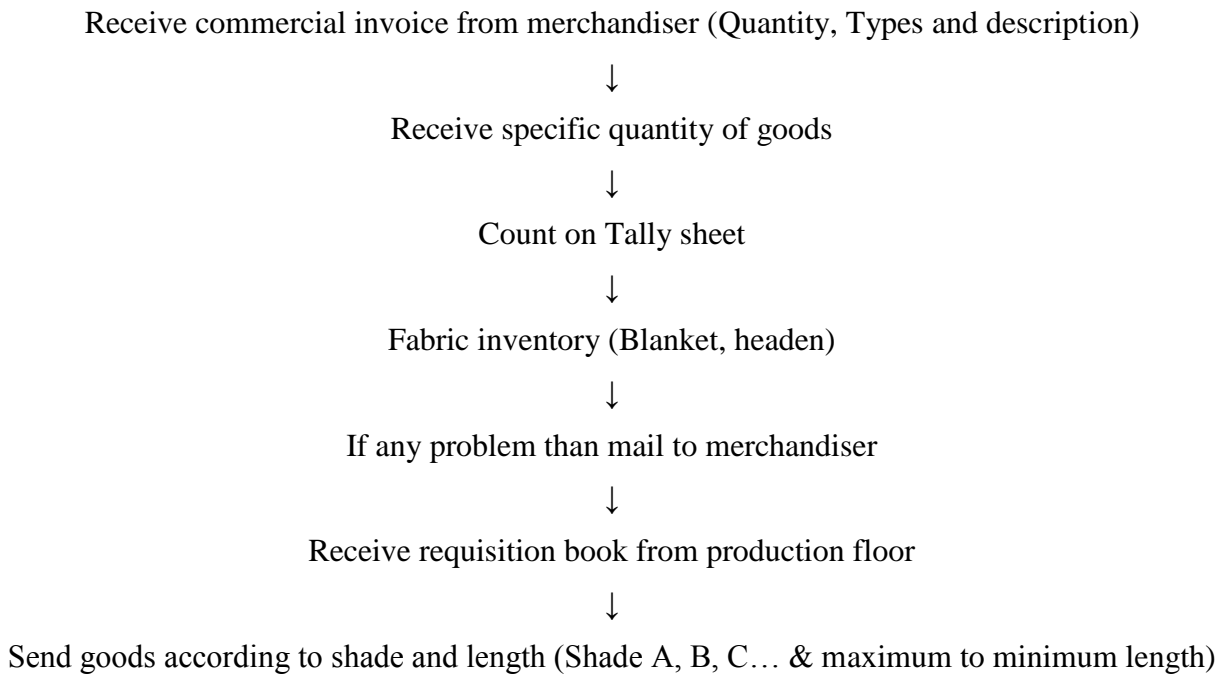 Receive commercial invoice from merchandiser (Quantity, Types and description)
↓
Receive specific quantity of goods
↓
Count on Tally sheet
↓
Fabric inventory (Blanket, headen)
↓
If any problem than mail to merchandiser
↓
Receive requisition book from production floor
↓
Send goods according to shade and length (Shade A, B, C… & maximum to minimum length)